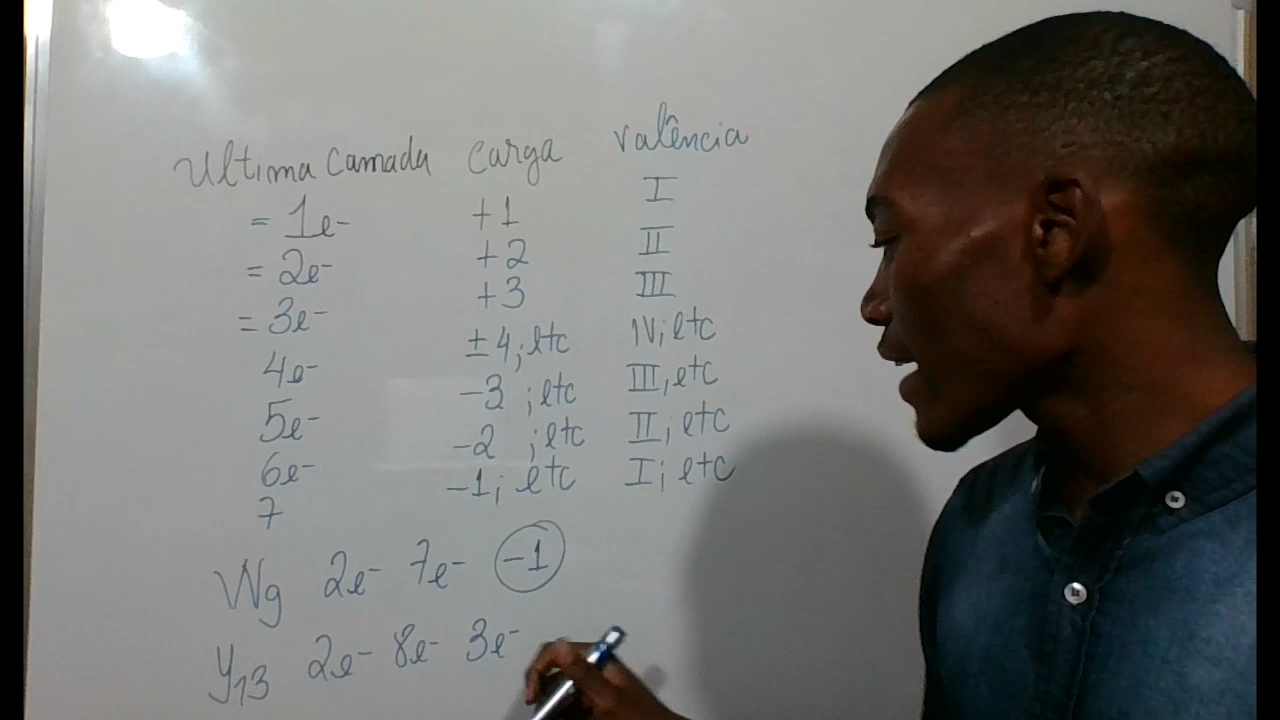 Ultima Camada Carga Valência
= 1e- +1 I
= 2e- +2 II
= 3e- +3 III
4e- ±4;etc IV;etc
5e- -3 ;etc III,etc
6e- -2 ;etc II;etc
7 -1; etc I; etc
W9 2e- 7e- -1
Y13 2e- 8e- 3e-